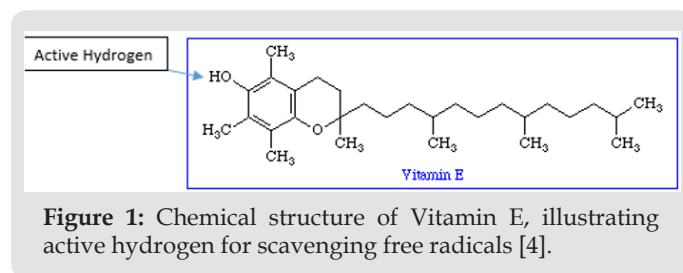 Active Hydrogen
CH₃
HO
H₃C
O
CH₃
CH₃
CH₃
CH₃
CH₃
CH₃
Vitamin E
Figure 1: Chemical structure of Vitamin E, illustrating
active hydrogen for scavenging free radicals [4].